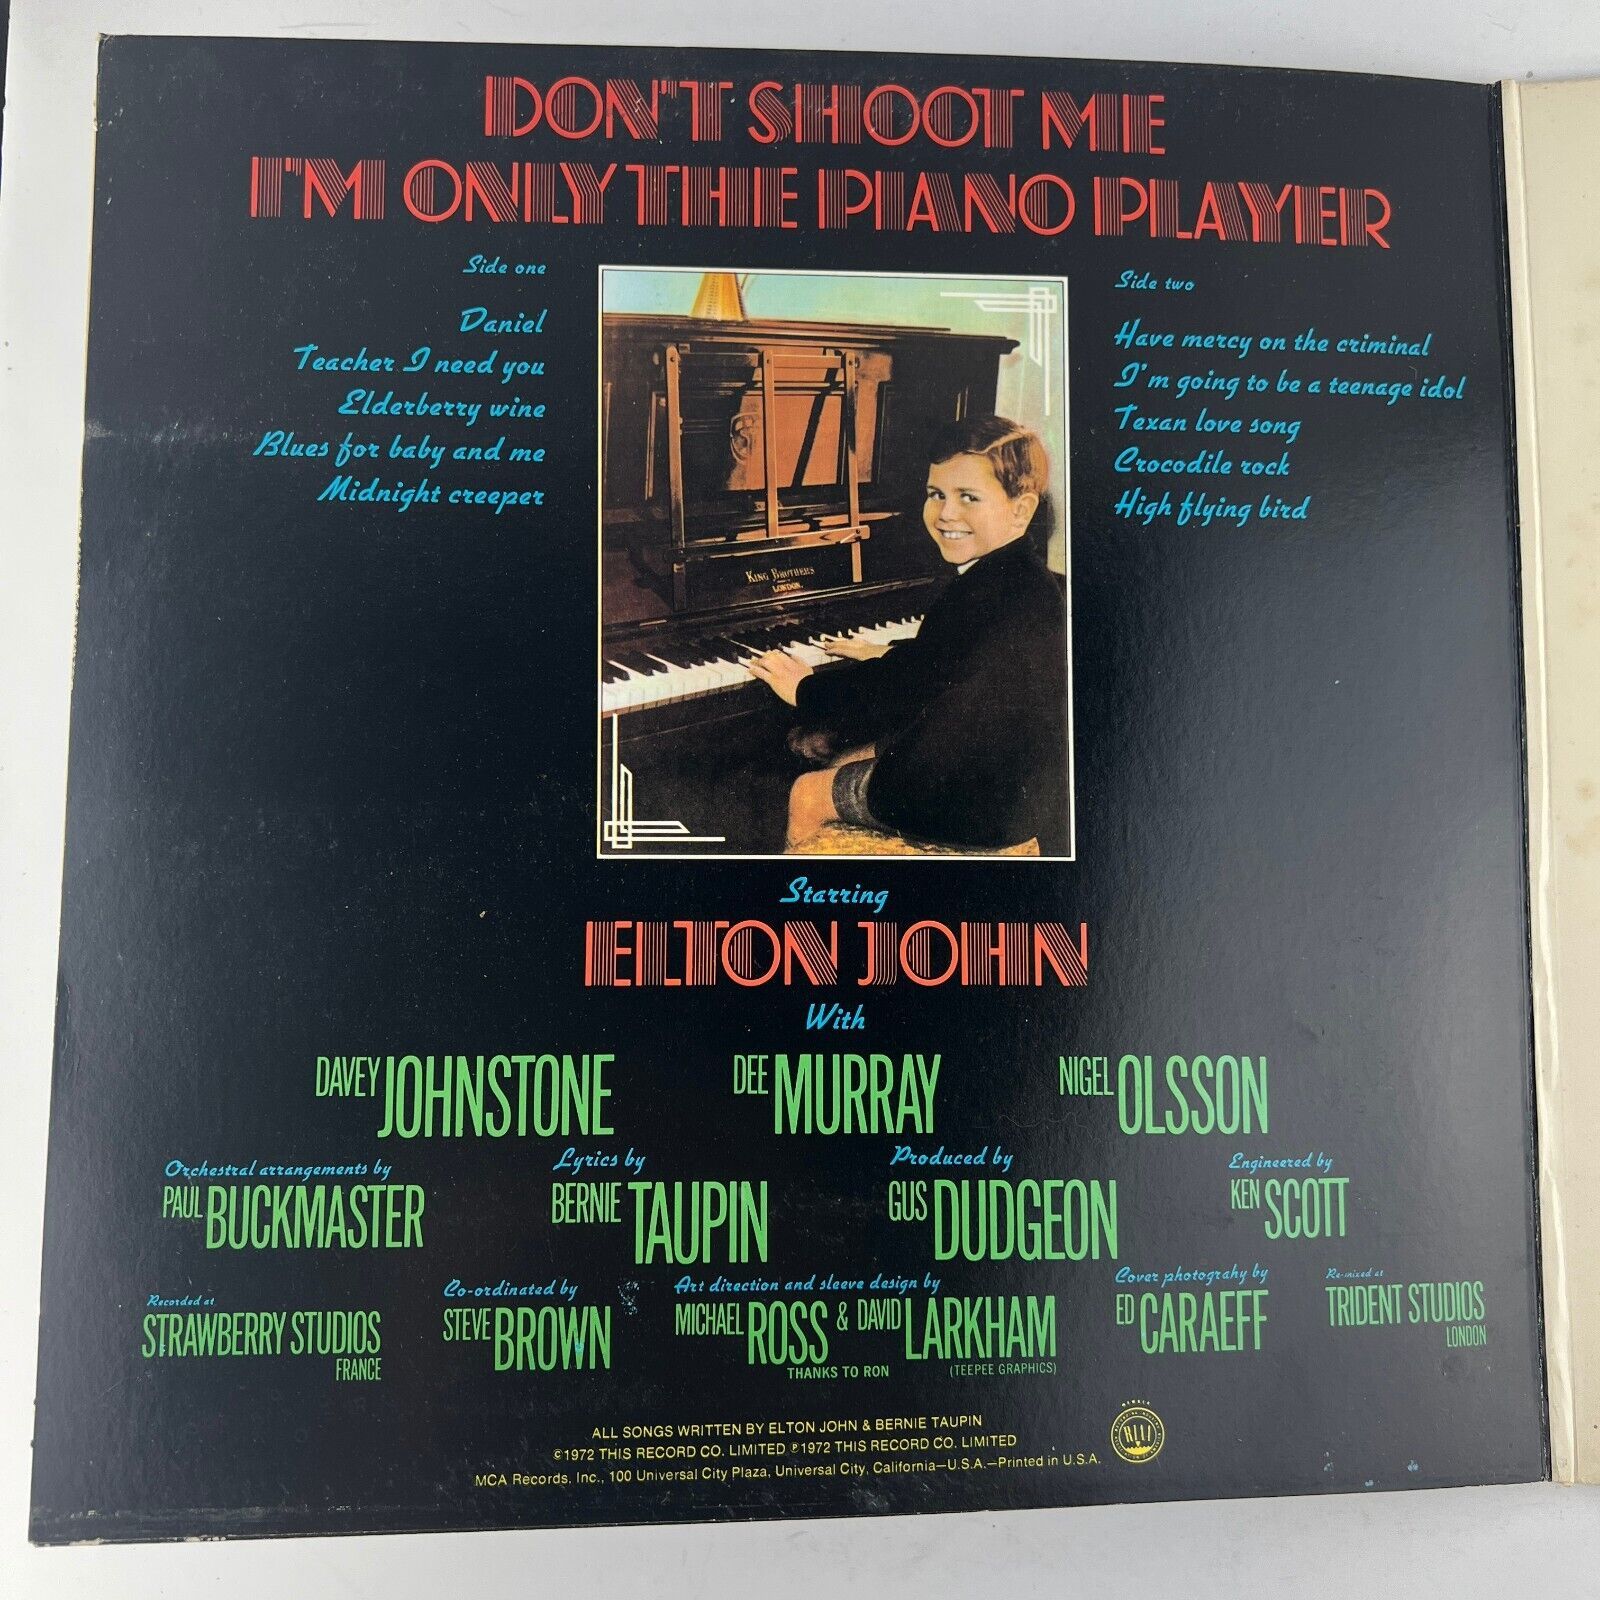 DON'T SHOOT ME
I'M ONLY THE PIANO PLAYER
Side one
Daniel
Teacher I need you
Elderberry wine
Blues for baby and me
Midnight creeper
Side two
Have mercy on the criminal
I'm going to be a teenage idol
Texan love song
Crocodile rock
High flying bird
KING BROTHERS
LONDON.
Starring
ELTON JOHN
With
DAVEY JOHNSTONE
DEE MURRAY
NIGEL OLSSON
Orchestral arrangements by
PAUL BUCKMASTER
Lyrics by
BERNIE TAUPIN
Produced by
GUS DUDGEON
Engineered by
KEN SCOTT
Recorded at
STRAWBERRY STUDIOS
FRANCE
Co-ordinated by
STEVE BROWN
Art direction and sleeve design by
MICHAEL ROSS & DAVID LARKHAM
THANKS TO RON
(TEEPEE GRAPHICS)
Cover photograhy by
ED CARAEFF
Re-mixed at
TRIDENT STUDIOS
LONDON
ALL SONGS WRITTEN BY ELTON JOHN & BERNIE TAUPIN
©1972 THIS RECORD CO. LIMITED ℗1972 THIS RECORD CO. LIMITED
MCA Records, Inc., 100 Universal City Plaza, Universal City, California—U.S.A.—Printed in U.S.A.
MEMBER